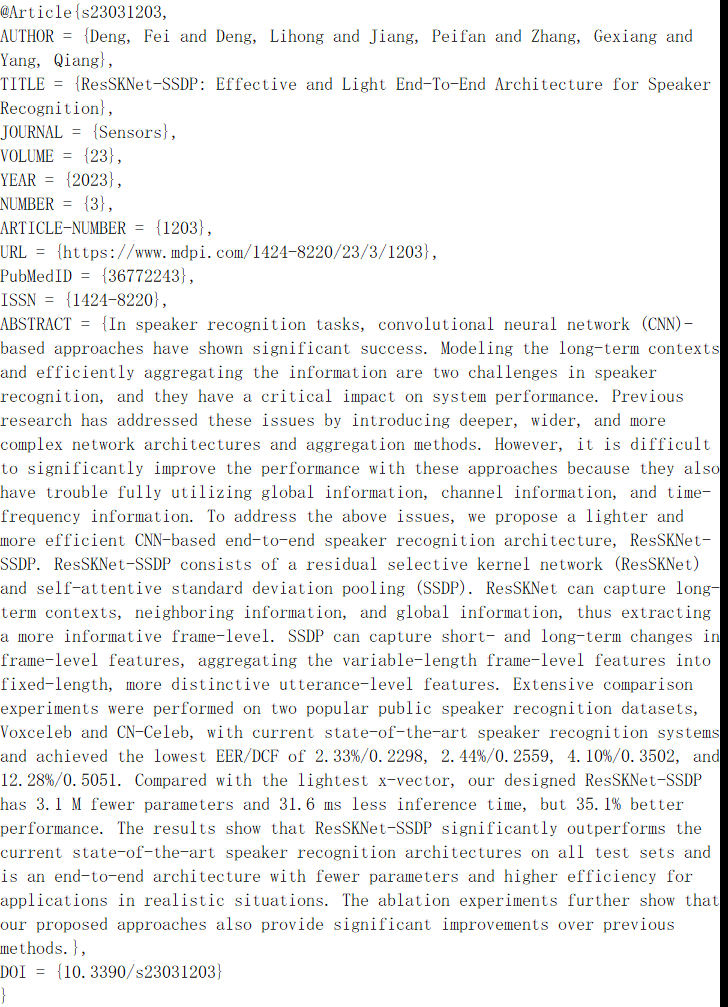 @Article{s23031203,
AUTHOR = {Deng, Fei and Deng, Lihong and Jiang, Peifan and Zhang, Gexiang and
Yang, Qiang},
TITLE = {ResSKNet-SSDP: Effective and Light End-To-End Architecture for Speaker
Recognition},
JOURNAL = {Sensors},
VOLUME = {23},
YEAR = {2023},
NUMBER = {3},
ARTICLE-NUMBER = {1203},
URL = {https://www.mdpi.com/1424-8220/23/3/1203},
PubMedID = {36772243},
ISSN = {1424-8220},
ABSTRACT = {In speaker recognition tasks, convolutional neural network (CNN)-
based approaches have shown significant success. Modeling the long-term contexts
and efficiently aggregating the information are two challenges in speaker
recognition, and they have a critical impact on system performance. Previous
research has addressed these issues by introducing deeper, wider, and more
complex network architectures and aggregation methods. However, it is difficult
to significantly improve the performance with these approaches because they also
have trouble fully utilizing global information, channel information, and time-
frequency information. To address the above issues, we propose a lighter and
more efficient CNN-based end-to-end speaker recognition architecture, ResSKNet-
SSDP. ResSKNet-SSDP consists of a residual selective kernel network (ResSKNet)
and self-attentive standard deviation pooling (SSDP). ResSKNet can capture long-
term contexts, neighboring information, and global information, thus extracting
a more informative frame-level. SSDP can capture short- and long-term changes in
frame-level features, aggregating the variable-length frame-level features into
fixed-length, more distinctive utterance-level features. Extensive comparison
experiments were performed on two popular public speaker recognition datasets,
Voxceleb and CN-Celeb, with current state-of-the-art speaker recognition systems
and achieved the lowest EER/DCF of 2.33%/0.2298, 2.44%/0.2559, 4.10%/0.3502, and
12.28%/0.5051. Compared with the lightest x-vector, our designed ResSKNet-SSDP
has 3.1 M fewer parameters and 31.6 ms less inference time, but 35.1% better
performance. The results show that ResSKNet-SSDP significantly outperforms the
current state-of-the-art speaker recognition architectures on all test sets and
is an end-to-end architecture with fewer parameters and higher efficiency for
applications in realistic situations. The ablation experiments further show that
our proposed approaches also provide significant improvements over previous
methods.},
DOI = {10.3390/s23031203}
}